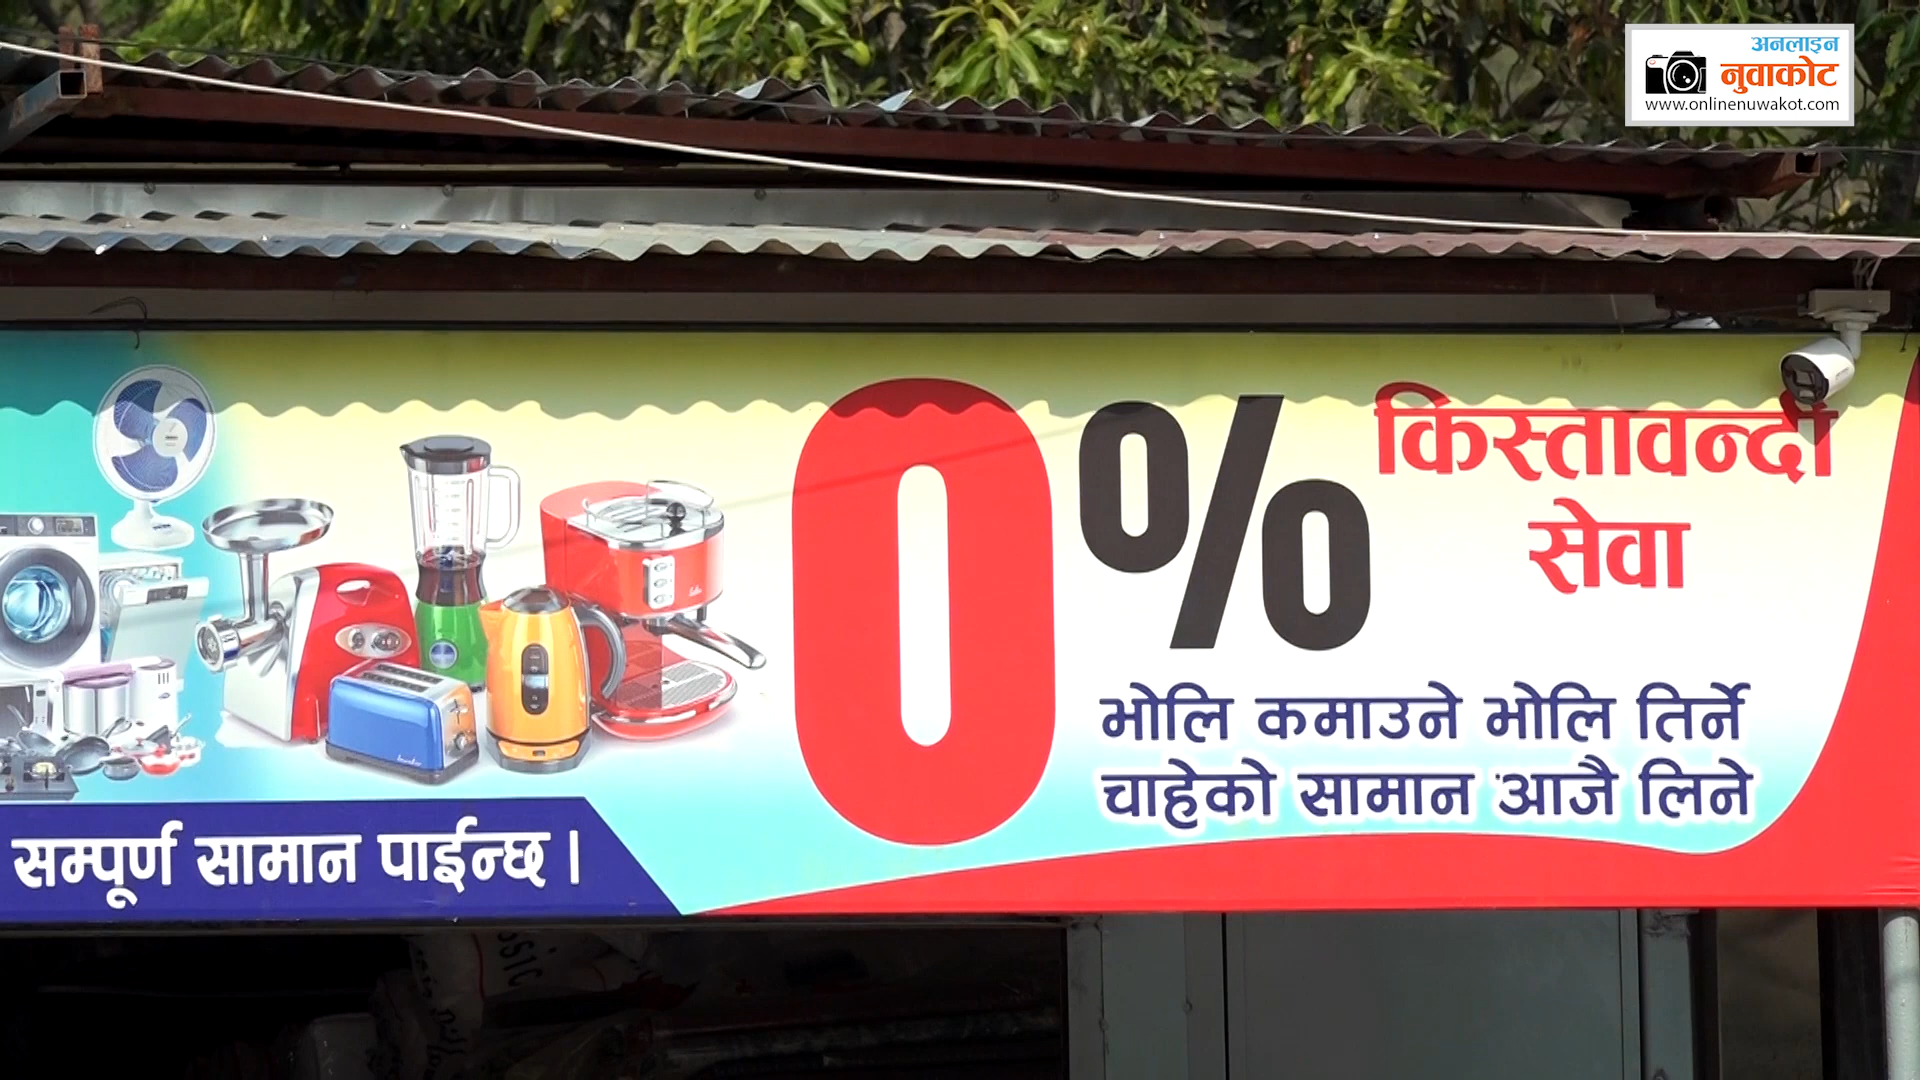 अनलाइन
नुवाकोट
www.onlinenuwakot.com
0%
किस्तावन्दी
सेवा
भोलि कमाउने भोलि तिर्ने
चाहेको सामान आजै लिने
सम्पूर्ण सामान पाईन्छ ।